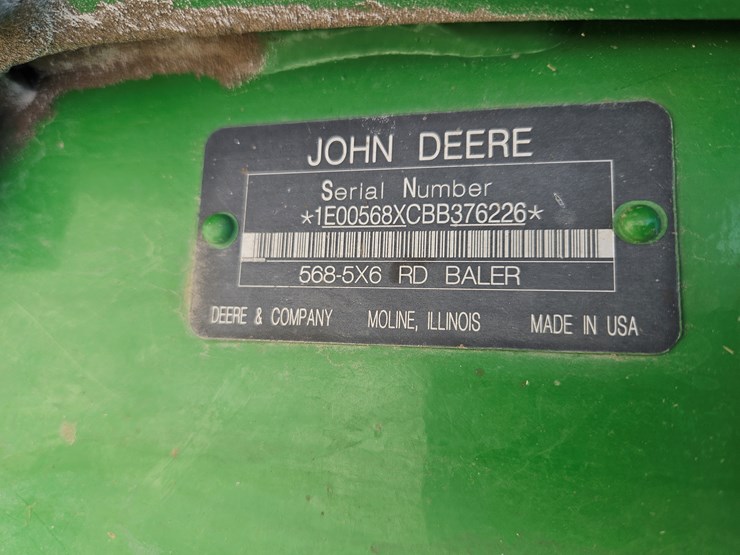 JOHN DEERE
Serial Number
*1E00568XCBB376226*
568-5X6 RD BALER
DEERE & COMPANY MOLINE, ILLINOIS MADE IN USA